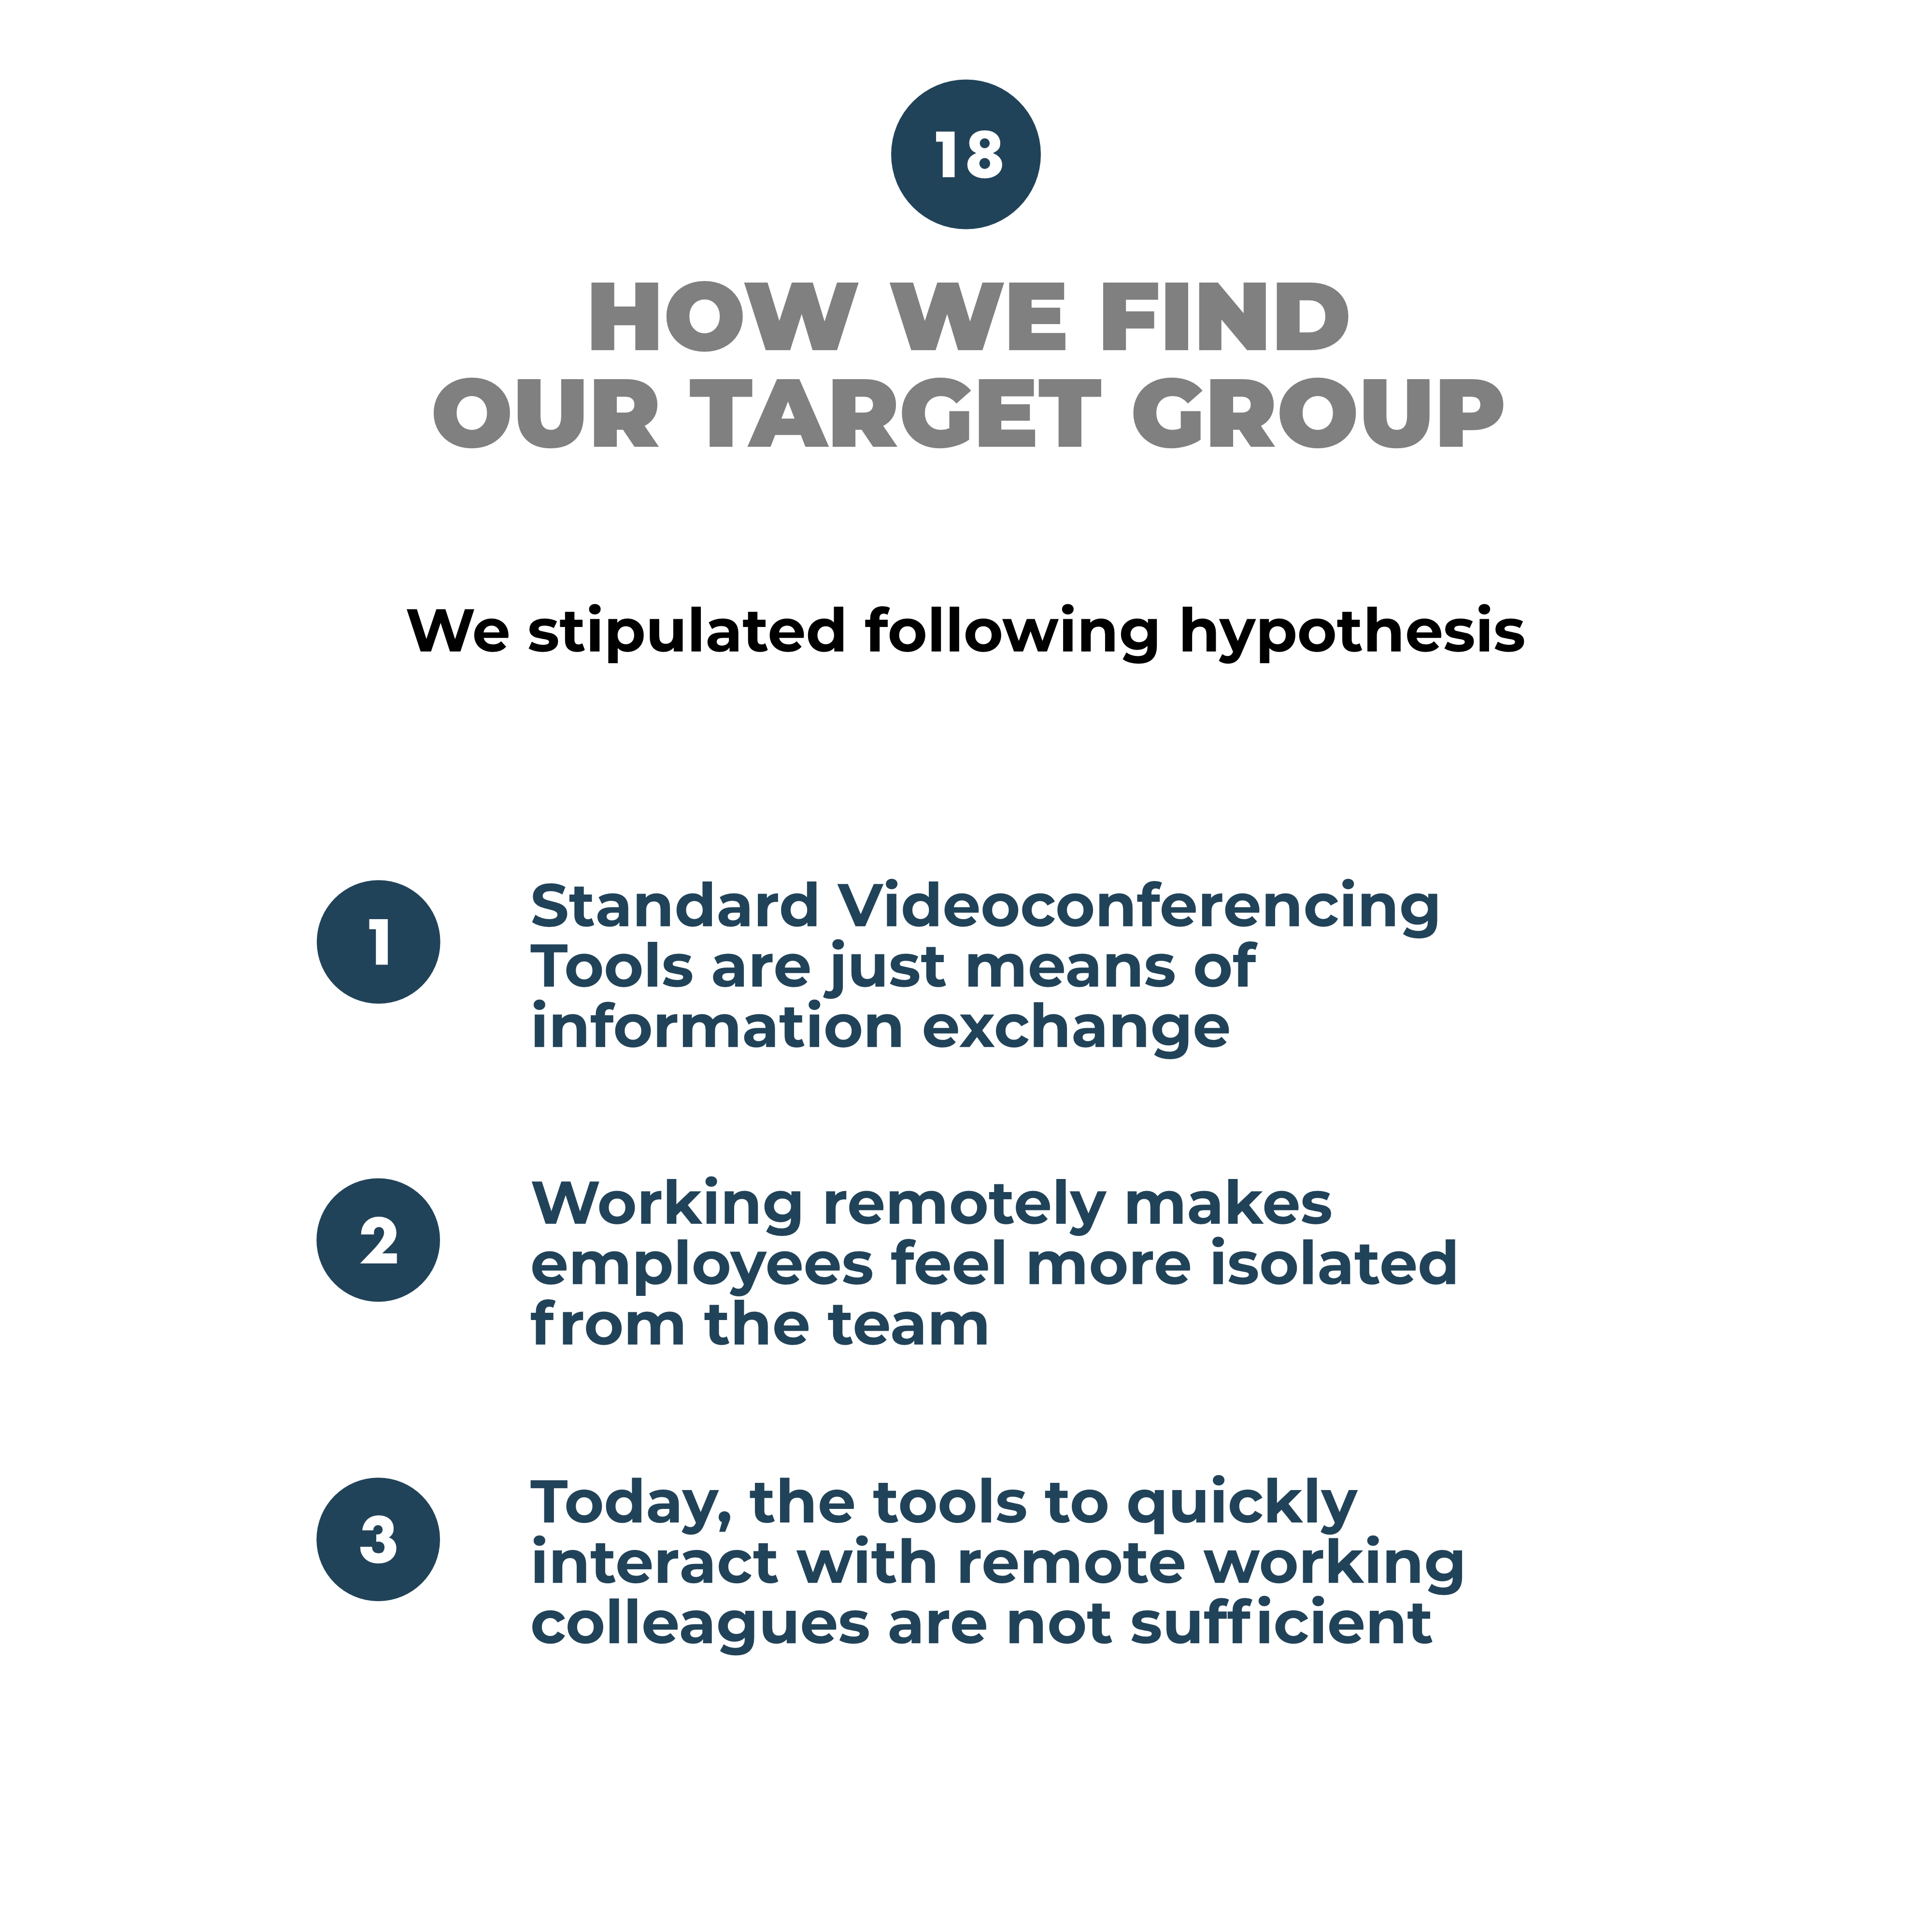 18
HOW WE FIND
OUR TARGET GROUP
We stipulated following hypothesis
1
Standard Videoconferencing
Tools are just means of
information exchange
2
Working remotely makes
employees feel more isolated
from the team
3
Today, the tools to quickly
interact with remote working
colleagues are not sufficient